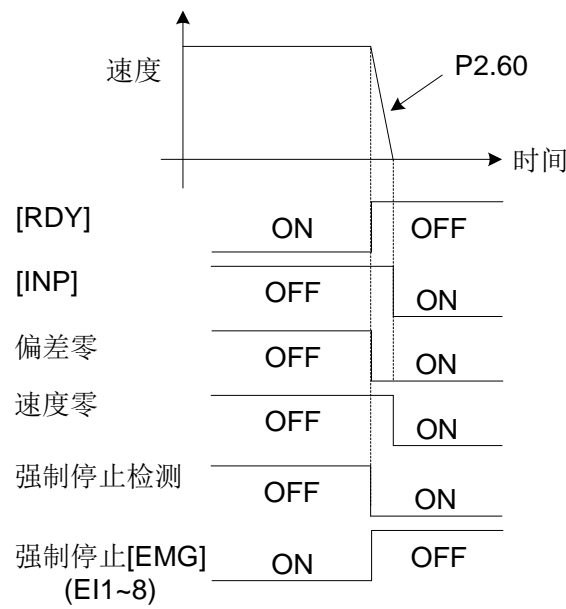 速度
P2.60
时间
[RDY] ON OFF
[INP] OFF ON
偏差零 OFF ON
速度零 OFF ON
强制停止检测 OFF ON
强制停止[EMG] ON OFF
(EI1~8)